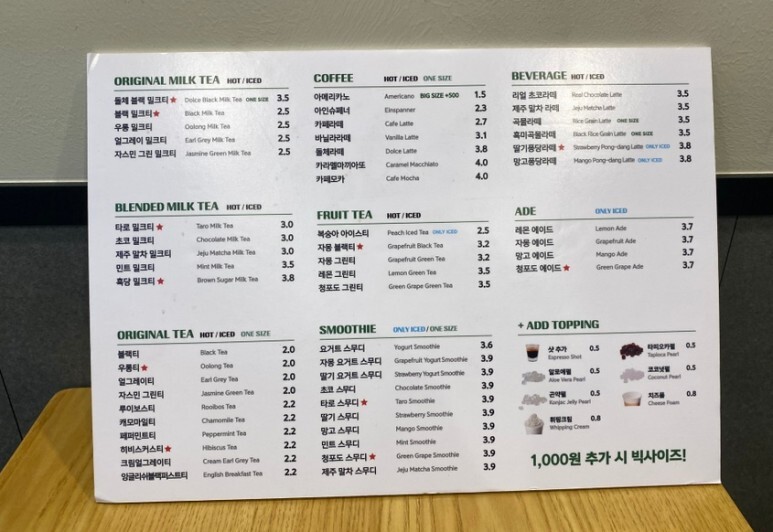 ORIGINAL MILK TEA HOT / ICED
돌체 블랙 밀크티★ Dolce Black Milk Tea ONE SIZE 3.5
블랙 밀크티★ Black Milk Tea 2.5
우롱 밀크티 Oolong Milk Tea 2.5
얼그레이 밀크티 Earl Grey Milk Tea 2.5
자스민 그린 밀크티 Jasmine Green Milk Tea 2.5
COFFEE HOT / ICED ONE SIZE
아메리카노 Americano BIG SIZE +500 1.5
아인슈페너 Einspanner 2.3
카페라떼 Cafe Latte 2.7
바닐라라떼 Vanilla Latte 3.1
돌체라떼 Dolce Latte 3.8
카라멜마끼아또 Caramel Macchiato 4.0
카페모카 Cafe Mocha 4.0
BEVERAGE HOT / ICED
리얼 초코라떼 Real Chocolate Latte 3.5
제주 말차 라떼 Jeju Matcha Latte 3.5
곡물라떼 Rice Grain Latte ONE SIZE 3.5
흑미곡물라떼 Black Rice Grain Latte ONE SIZE 3.5
딸기퐁당라떼★ Strawberry Pong-dang Latte ONLY ICED 3.8
망고퐁당라떼 Mango Pong-dang Latte ONLY ICED 3.8
BLENDED MILK TEA HOT / ICED
타로 밀크티★ Taro Milk Tea 3.0
초코 밀크티 Chocolate Milk Tea 3.0
제주 말차 밀크티 Jeju Matcha Milk Tea 3.0
민트 밀크티 Mint Milk Tea 3.5
흑당 밀크티★ Brown Sugar Milk Tea 3.8
FRUIT TEA HOT / ICED
복숭아 아이스티 Peach Iced Tea ONLY ICED 2.5
자몽 블랙티★ Grapefruit Black Tea 3.2
자몽 그린티 Grapefruit Green Tea 3.2
레몬 그린티 Lemon Green Tea 3.5
청포도 그린티 Green Grape Green Tea 3.5
ADE ONLY ICED
레몬 에이드 Lemon Ade 3.7
자몽 에이드 Grapefruit Ade 3.7
망고 에이드 Mango Ade 3.7
청포도 에이드★ Green Grape Ade 3.7
ORIGINAL TEA HOT / ICED ONE SIZE
블랙티 Black Tea 2.0
우롱티★ Oolong Tea 2.0
얼그레이티 Earl Grey Tea 2.0
자스민 그린티 Jasmine Green Tea 2.0
루이보스티 Rooibos Tea 2.2
캐모마일티 Chamomile Tea 2.2
페퍼민트티 Peppermint Tea 2.2
히비스커스티★ Hibiscus Tea 2.2
크림얼그레이티 Cream Earl Grey Tea 2.2
잉글리쉬블랙퍼스트티 English Breakfast Tea 2.2
SMOOTHIE ONLY ICED / ONE SIZE
요거트 스무디 Yogurt Smoothie 3.6
자몽 요거트 스무디 Grapefruit Yogurt Smoothie 3.9
딸기 요거트 스무디 Strawberry Yogurt Smoothie 3.9
초코 스무디 Chocolate Smoothie 3.9
타로 스무디★ Taro Smoothie 3.9
딸기 스무디 Strawberry Smoothie 3.9
망고 스무디 Mango Smoothie 3.9
민트 스무디 Mint Smoothie 3.9
청포도 스무디★ Green Grape Smoothie 3.9
제주 말차 스무디 Jeju Matcha Smoothie 3.9
+ ADD TOPPING
샷 추가 0.5
Espresso Shot
타피오카펄 0.5
Tapioca Pearl
알로에펄 0.5
Aloe Vera Pearl
코코넛펄 0.5
Coconut Pearl
곤약펄 0.5
Konjac Jelly Pearl
치즈폼 0.8
Cheese Foam
휘핑크림 0.8
Whipping Cream
1,000원 추가 시 빅사이즈!